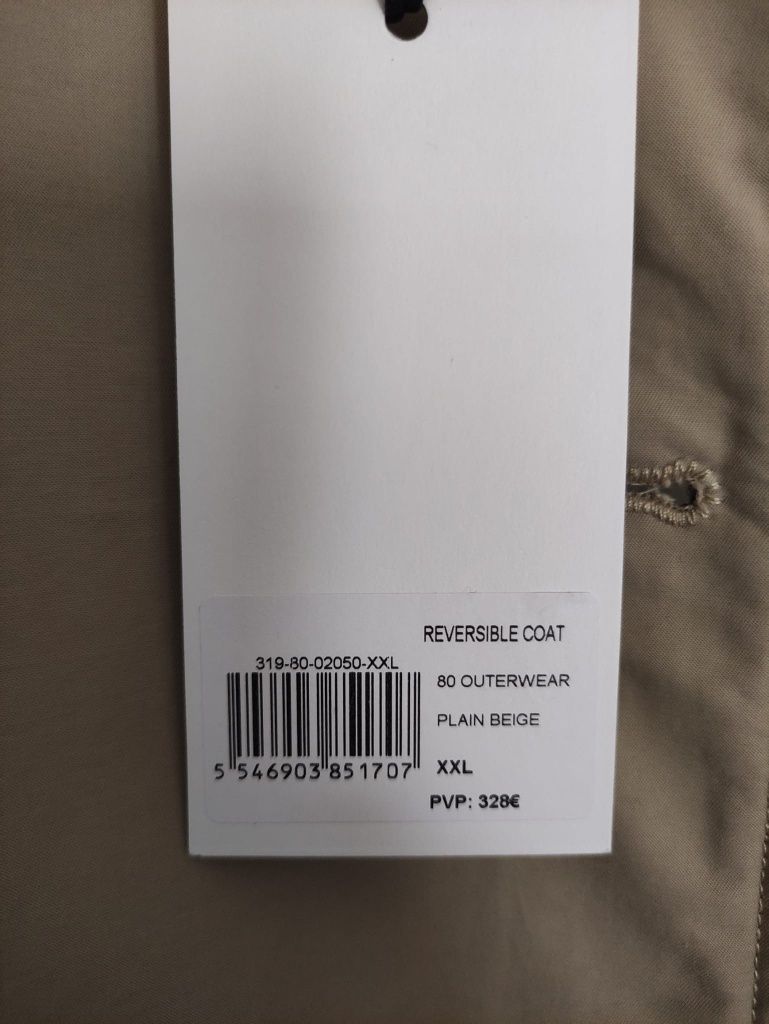 REVERSIBLE COAT
319-80-02050-XXL
80 OUTERWEAR
PLAIN BEIGE
5 546903 851707
XXL
PVP: 328€